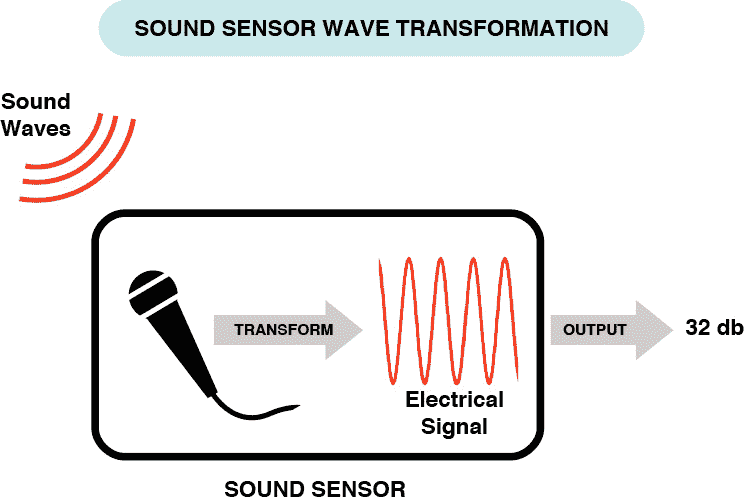 SOUND SENSOR WAVE TRANSFORMATION
Sound
Waves
TRANSFORM
OUTPUT
32 db
Electrical
Signal
SOUND SENSOR